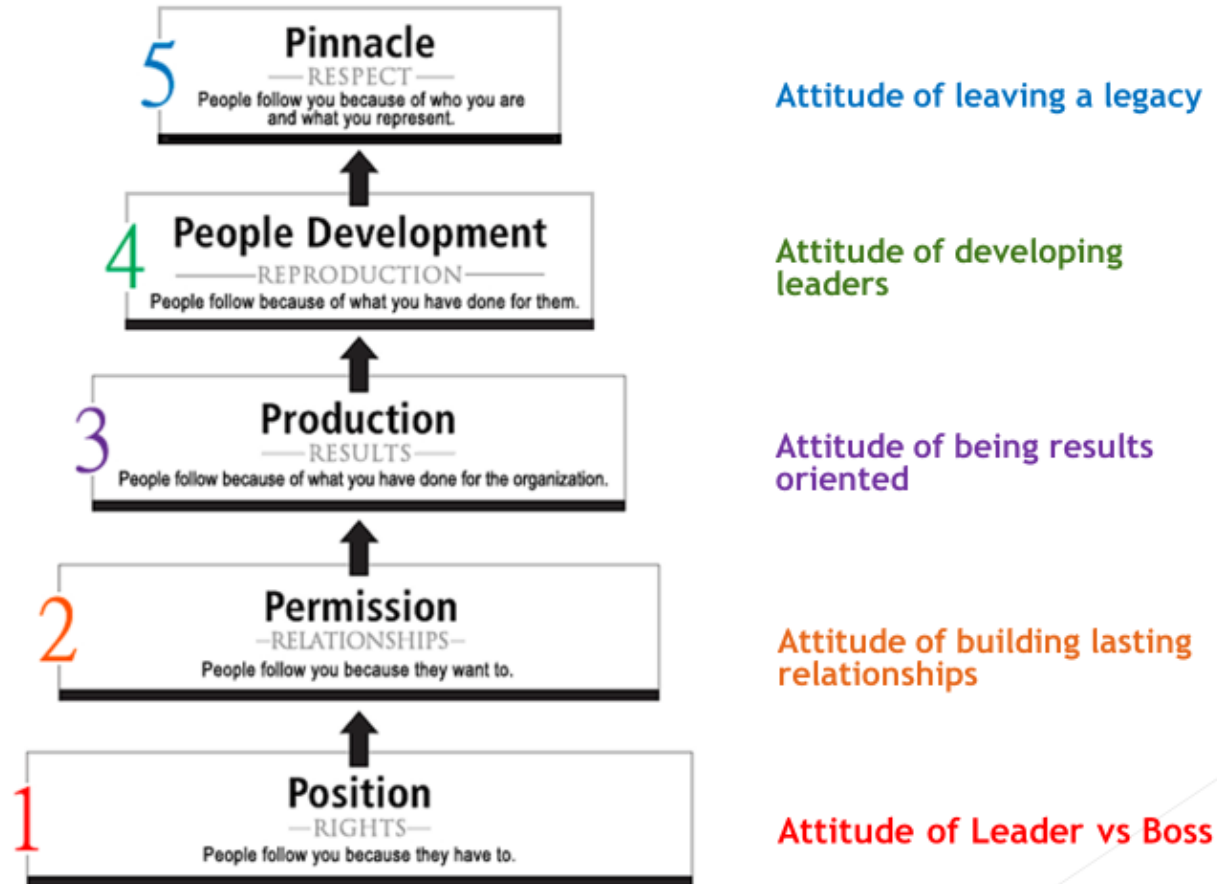 5
Pinnacle
RESPECT
People follow you because of who you are
and what you represent.
Attitude of leaving a legacy
4
People Development
REPRODUCTION
People follow because of what you have done for them.
Attitude of developing
leaders
3
Production
RESULTS
People follow because of what you have done for the organization.
Attitude of being results
oriented
2
Permission
RELATIONSHIPS
People follow you because they want to.
Attitude of building lasting
relationships
1
Position
RIGHTS
People follow you because they have to.
Attitude of Leader vs Boss